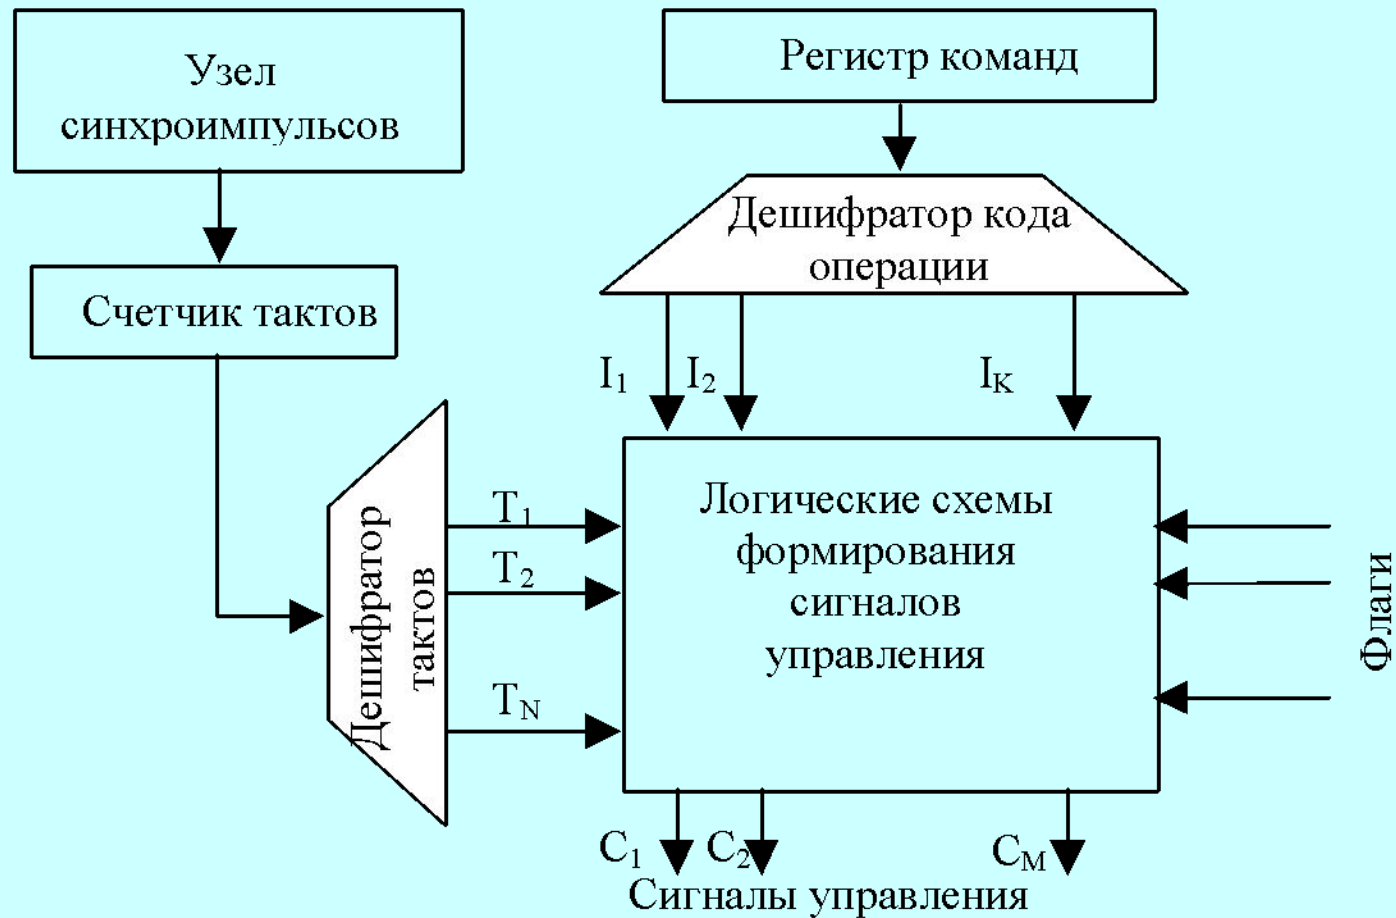 Узел
синхроимпульсов
Регистр команд
Дешифратор кода
операции
Счетчик тактов
I1
I2
IK
Дешифратор
тактов
T1
T2
TN
Логические схемы
формирования
сигналов
управления
Флаги
C1
C2
CM
Сигналы управления